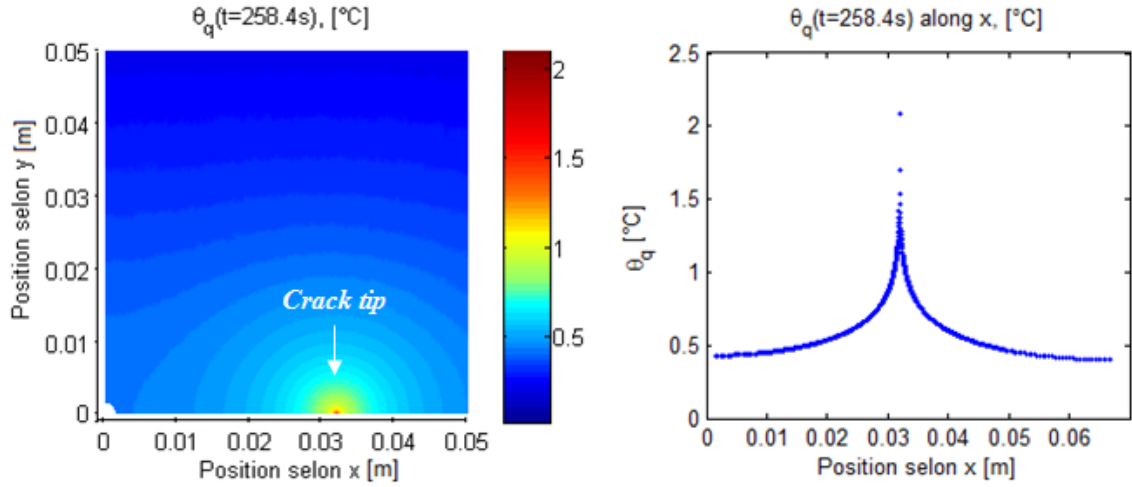 θq(t=258.4s), [°C]
0.05
0.04
0.03
0.02
0.01
0
Position selon y [m]
Crack tip
0 0.01 0.02 0.03 0.04 0.05
Position selon x [m]
2
1.5
1
0.5
θq(t=258.4s) along x, [°C]
2.5
2
1.5
1
0.5
0
θq [°C]
0 0.01 0.02 0.03 0.04 0.05 0.06
Position selon x [m]